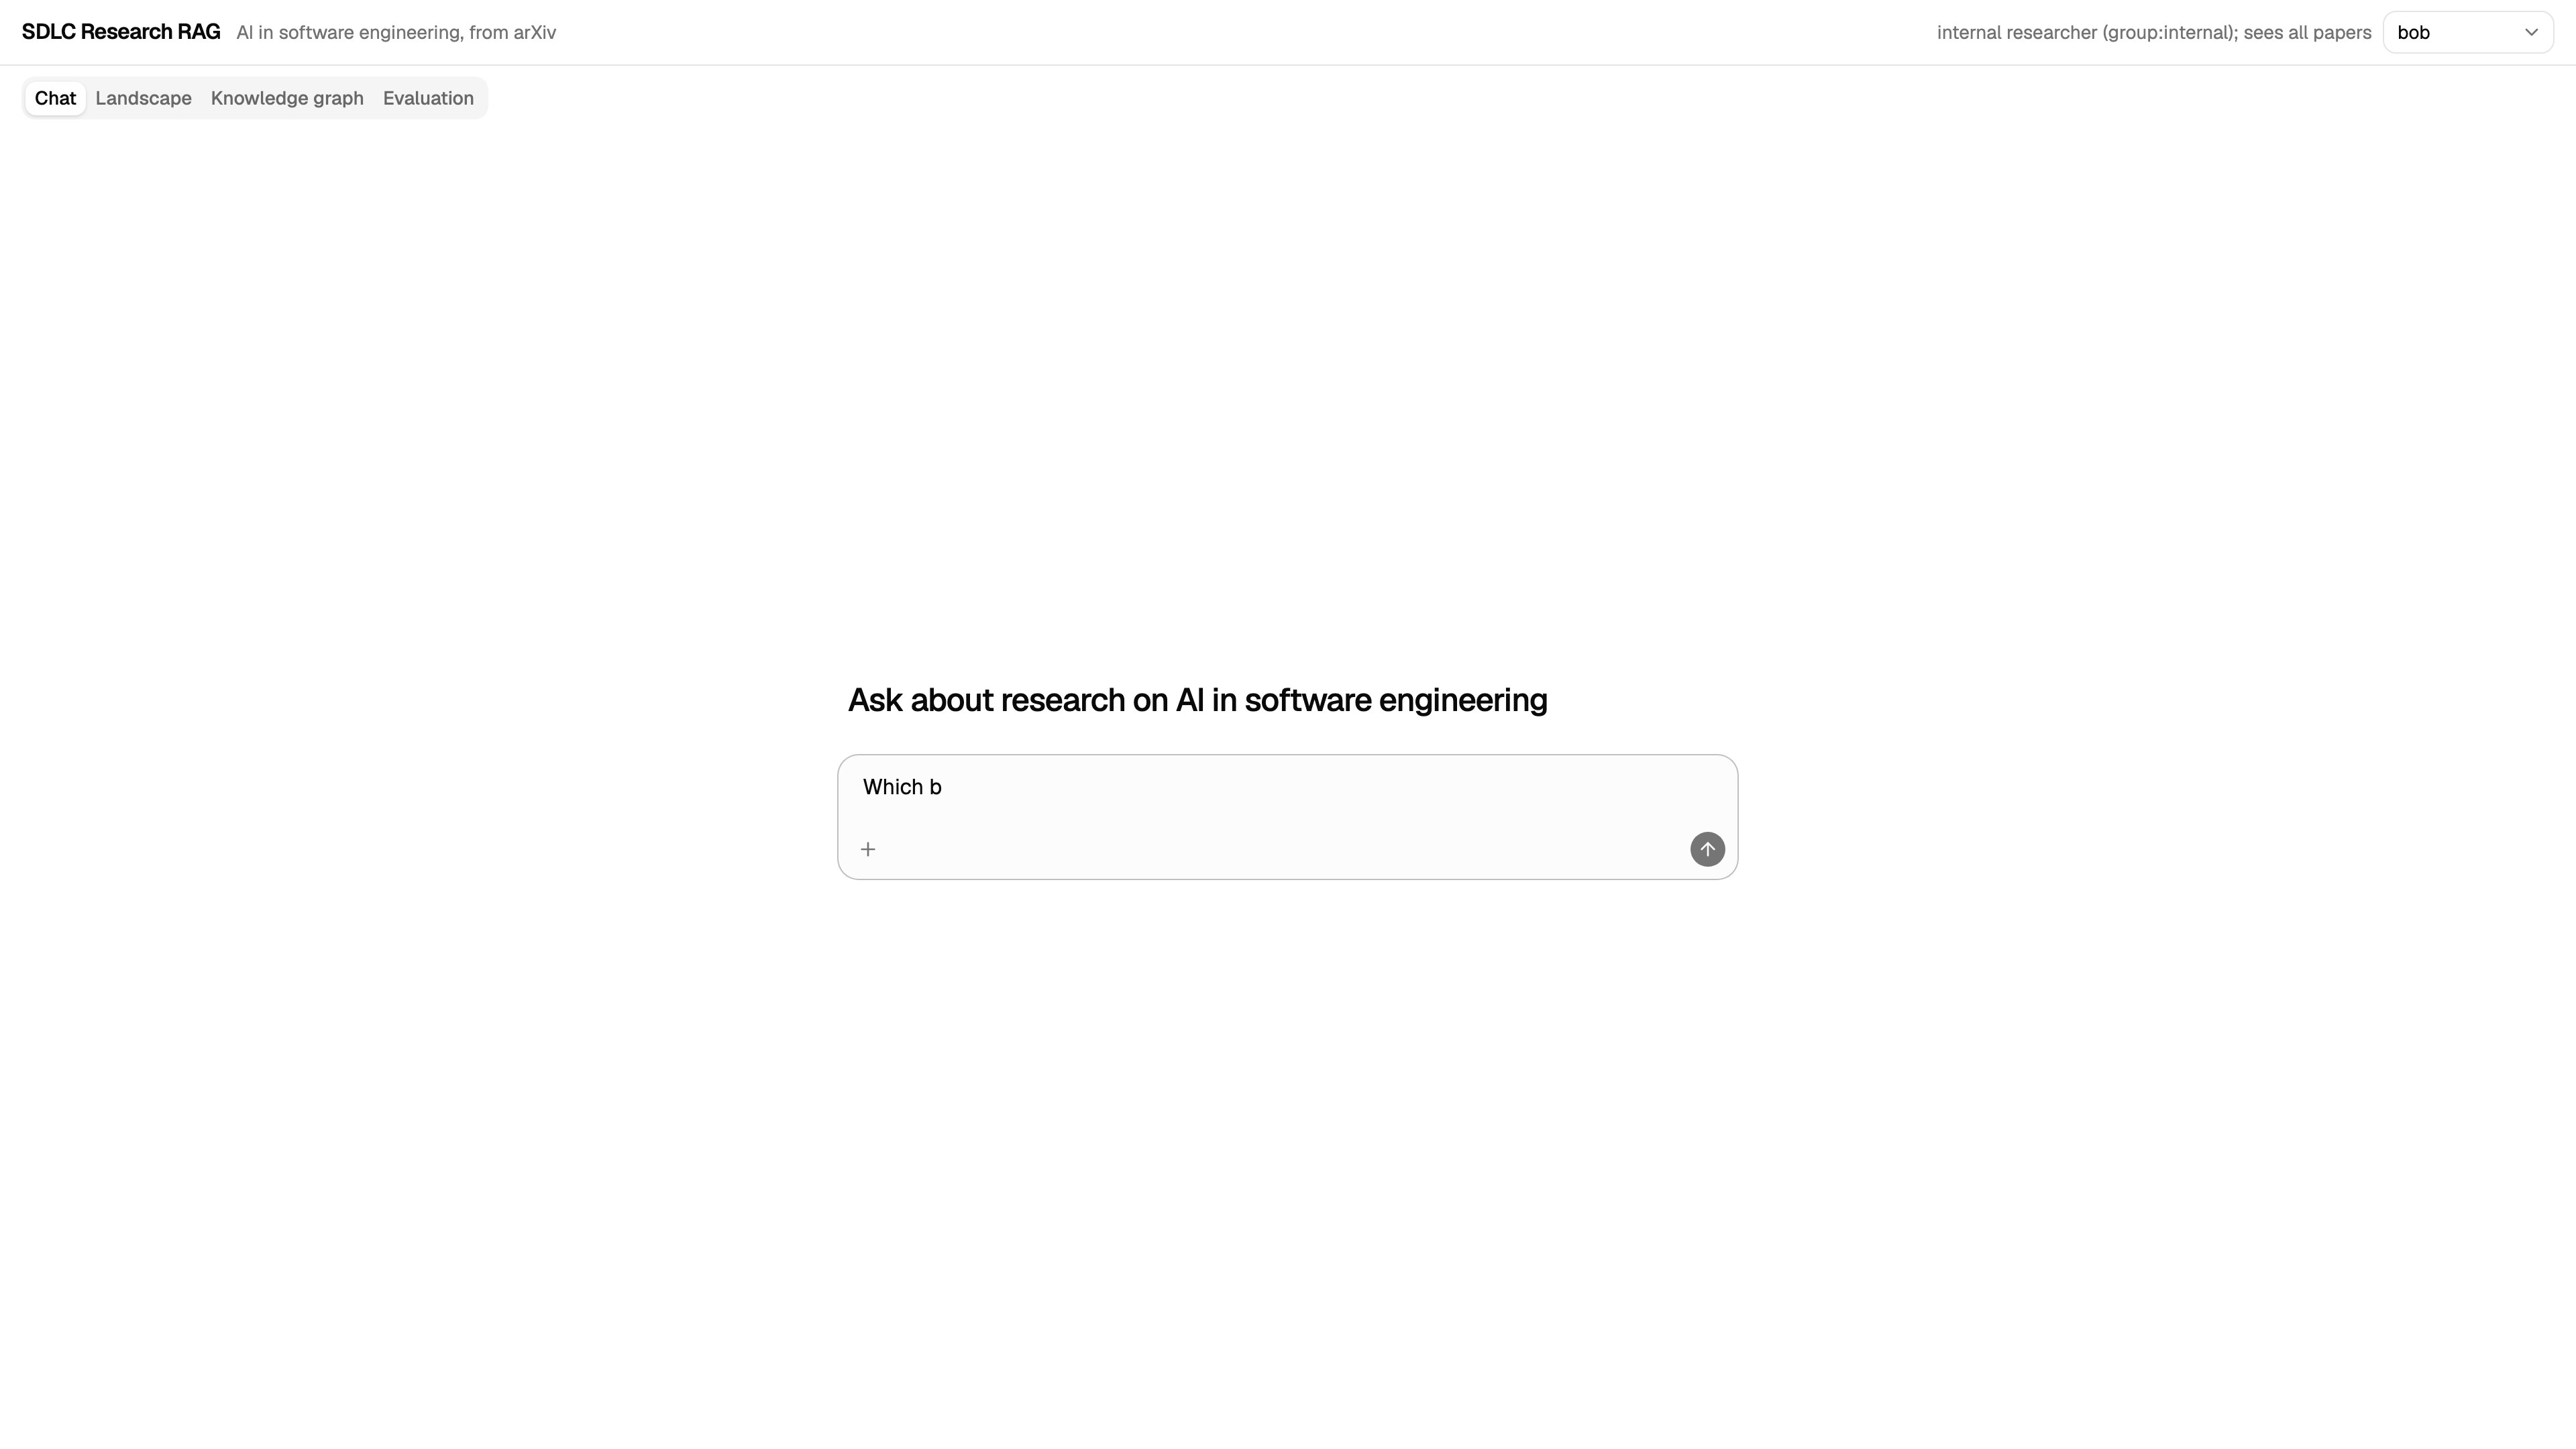 SDLC Research RAG AI in software engineering, from arXiv internal researcher (group:internal); sees all papers bob
Chat Landscape Knowledge graph Evaluation
Ask about research on AI in software engineering
Which b